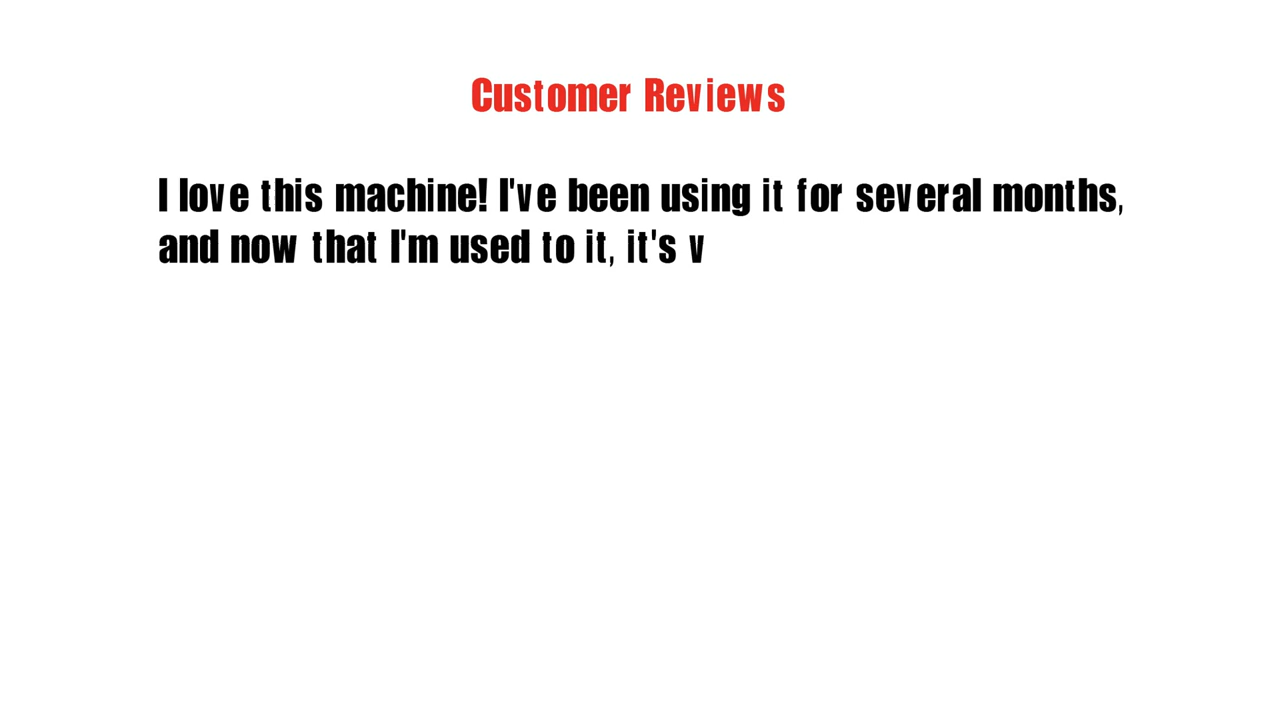 Customer Reviews
I love this machine! I've been using it for several months,
and now that I'm used to it, it's v